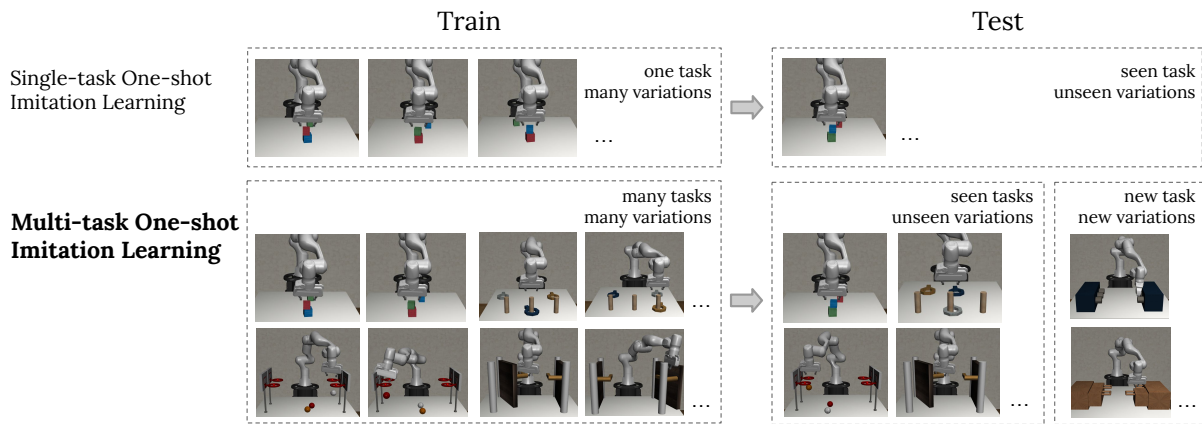 Train
Test
Single-task One-shot
Imitation Learning
one task
many variations
...
seen task
unseen variations
...
Multi-task One-shot
Imitation Learning
many tasks
many variations
...
...
seen tasks
unseen variations
...
new task
new variations
...